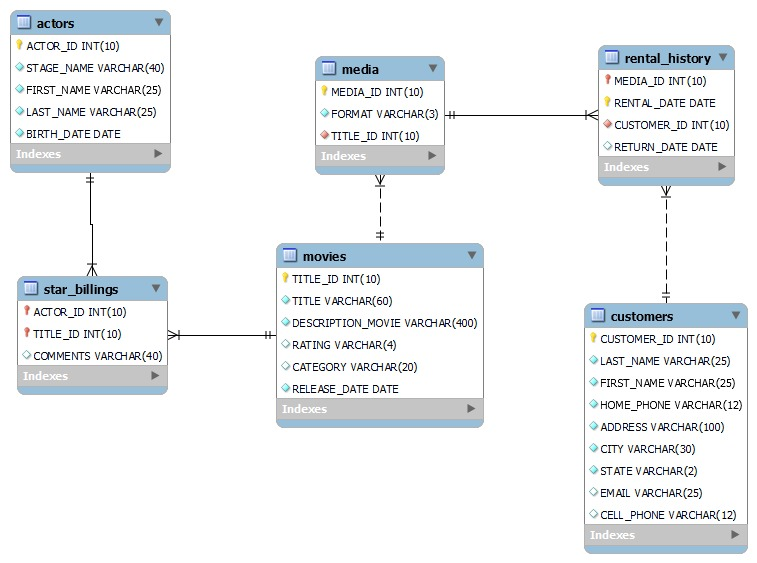 actors
ACTOR_ID INT(10)
STAGE_NAME VARCHAR(40)
FIRST_NAME VARCHAR(25)
LAST_NAME VARCHAR(25)
BIRTH_DATE DATE
Indexes
media
MEDIA_ID INT(10)
FORMAT VARCHAR(3)
TITLE_ID INT(10)
Indexes
rental_history
MEDIA_ID INT(10)
RENTAL_DATE DATE
CUSTOMER_ID INT(10)
RETURN_DATE DATE
Indexes
star_billings
ACTOR_ID INT(10)
TITLE_ID INT(10)
COMMENTS VARCHAR(40)
Indexes
movies
TITLE_ID INT(10)
TITLE VARCHAR(60)
DESCRIPTION_MOVIE VARCHAR(400)
RATING VARCHAR(4)
CATEGORY VARCHAR(20)
RELEASE_DATE DATE
Indexes
customers
CUSTOMER_ID INT(10)
LAST_NAME VARCHAR(25)
FIRST_NAME VARCHAR(25)
HOME_PHONE VARCHAR(12)
ADDRESS VARCHAR(100)
CITY VARCHAR(30)
STATE VARCHAR(2)
EMAIL VARCHAR(25)
CELL_PHONE VARCHAR(12)
Indexes